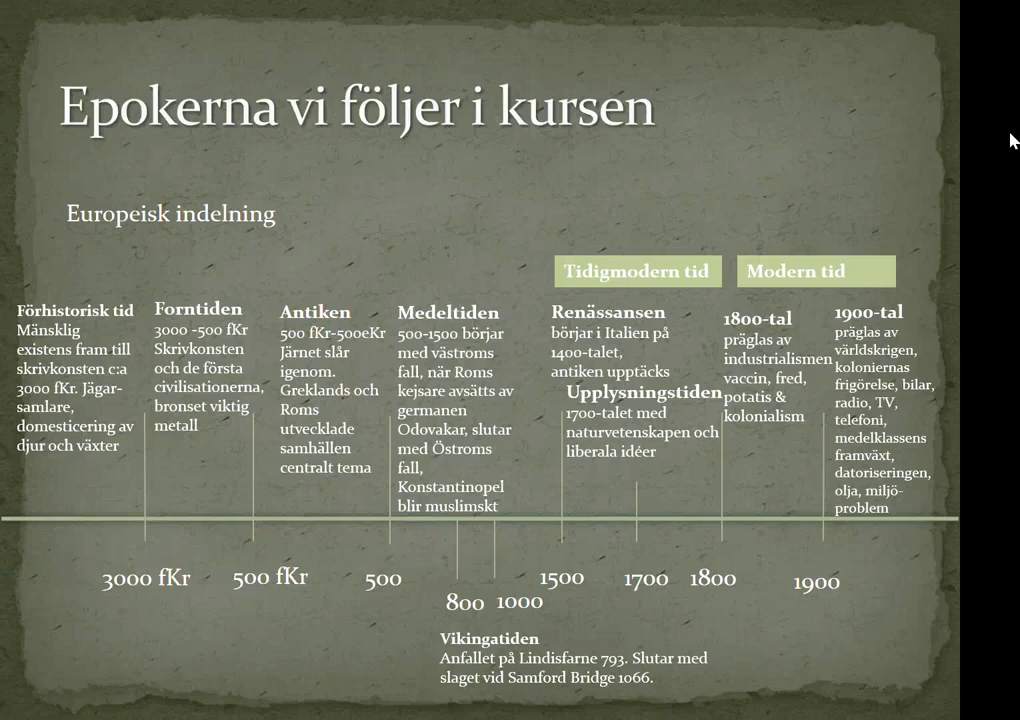 Epokerna vi följer i kursen
Europeisk indelning
Tidigmodern tid
Modern tid
Förhistorisk tid
Mänsklig
existens fram till
skrivkonsten c:a
3000 fKr. Jägar-
samlare,
domesticering av
djur och växter
Forntiden
3000 -500 fKr
Skrivkonsten
och de första
civilisationerna,
bronset viktig
metall
Antiken
500 fKr-500eKr
Järnet slår
igenom.
Greklands och
Roms
utvecklade
samhällen
centralt tema
Medeltiden
500-1500 börjar
med västroms
fall, när Roms
kejsare avsätts av
germanen
Odovakar, slutar
med Östroms
fall,
Konstantinopel
blir muslimskt
Renässansen
börjar i Italien på
1400-talet,
antiken upptäcks
Upplysningstiden
1700-talet med
naturvetenskapen och
liberala idéer
1800-tal
präglas av
industrialismen
vaccin, fred,
potatis &
kolonialism
1900-tal
präglas av
världskrigen,
koloniernas
frigörelse, bilar,
radio, TV,
telefoni,
medelklassens
framväxt,
datoriseringen,
olja, miljö-
problem
3000 fKr
500 fKr
500
800
1000
1500
1700
1800
1900
Vikingatiden
Anfallet på Lindisfarne 793. Slutar med
slaget vid Samford Bridge 1066.